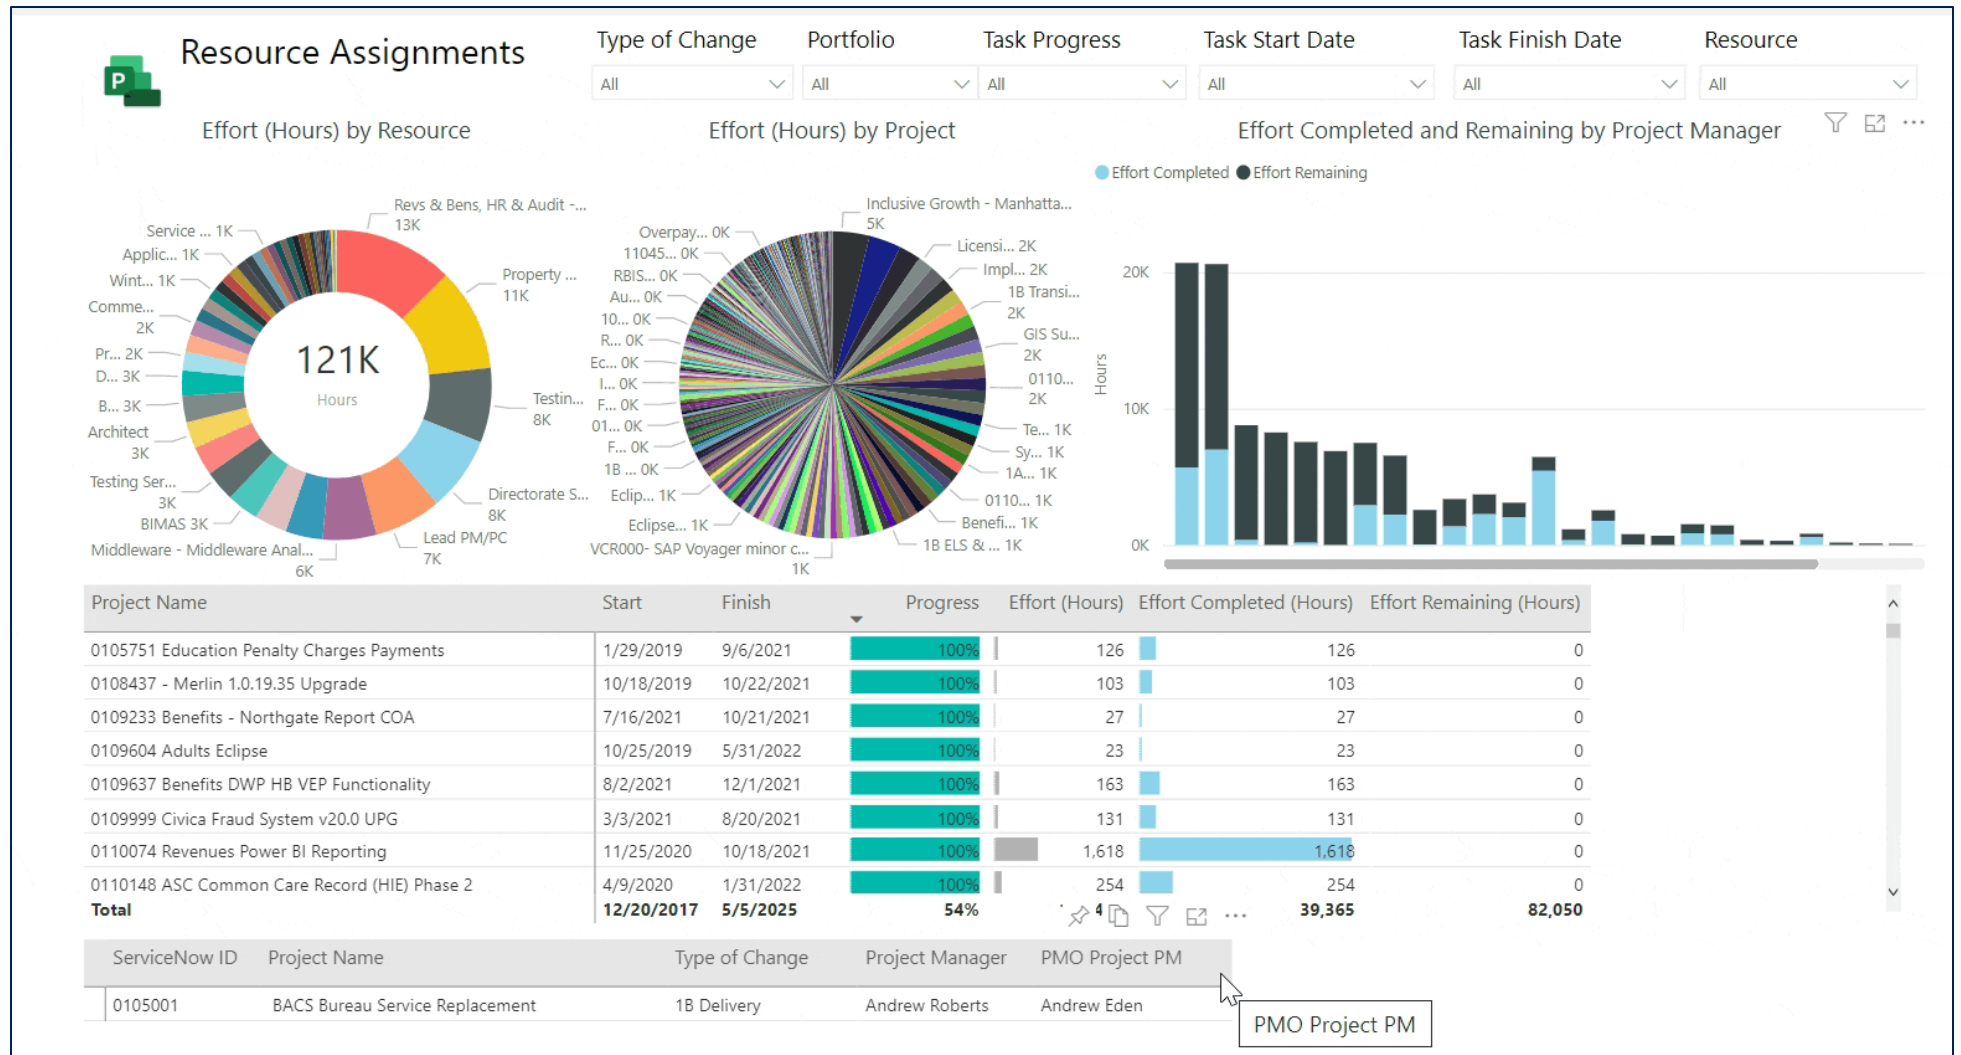 Resource Assignments
P
Type of Change
All
Portfolio
All
Task Progress
All
Task Start Date
All
Task Finish Date
All
Resource
All
Effort (Hours) by Resource
Revs & Bens, HR & Audit -...
13K
Property ...
11K
Testin...
8K
Directorate S...
8K
Lead PM/PC
7K
Middleware - Middleware Anal...
6K
BIMAS 3K
Testing Ser...
3K
Architect
3K
B... 3K
D... 3K
Pr... 2K
Comme...
2K
Wint... 1K
Applic... 1K
Service ... 1K
121K
Hours
Effort (Hours) by Project
Inclusive Growth - Manhatta...
5K
Licensi... 2K
Impl... 2K
1B Transi...
2K
GIS Su...
2K
0110...
2K
Te... 1K
Sy... 1K
1A... 1K
0110... 1K
Benefi... 1K
1B ELS & ... 1K
VCR000- SAP Voyager minor c...
1K
Eclipse... 1K
Eclip... 1K
1B ... 0K
F... 0K
01... 0K
F... 0K
I... 0K
Ec... 0K
R... 0K
10... 0K
Au... 0K
RBIS... 0K
11045... 0K
Overpay... 0K
Effort Completed and Remaining by Project Manager
Effort Completed Effort Remaining
Hours
20K
10K
0K
Project Name Start Finish Progress Effort (Hours) Effort Completed (Hours) Effort Remaining (Hours)
0105751 Education Penalty Charges Payments 1/29/2019 9/6/2021 100% 126 126 0
0108437 - Merlin 1.0.19.35 Upgrade 10/18/2019 10/22/2021 100% 103 103 0
0109233 Benefits - Northgate Report COA 7/16/2021 10/21/2021 100% 27 27 0
0109604 Adults Eclipse 10/25/2019 5/31/2022 100% 23 23 0
0109637 Benefits DWP HB VEP Functionality 8/2/2021 12/1/2021 100% 163 163 0
0109999 Civica Fraud System v20.0 UPG 3/3/2021 8/20/2021 100% 131 131 0
0110074 Revenues Power BI Reporting 11/25/2020 10/18/2021 100% 1,618 1,618 0
0110148 ASC Common Care Record (HIE) Phase 2 4/9/2020 1/31/2022 100% 254 254 0
Total 12/20/2017 5/5/2025 54% 39,365 82,050
ServiceNow ID Project Name Type of Change Project Manager PMO Project PM
0105001 BACS Bureau Service Replacement 1B Delivery Andrew Roberts Andrew Eden
PMO Project PM